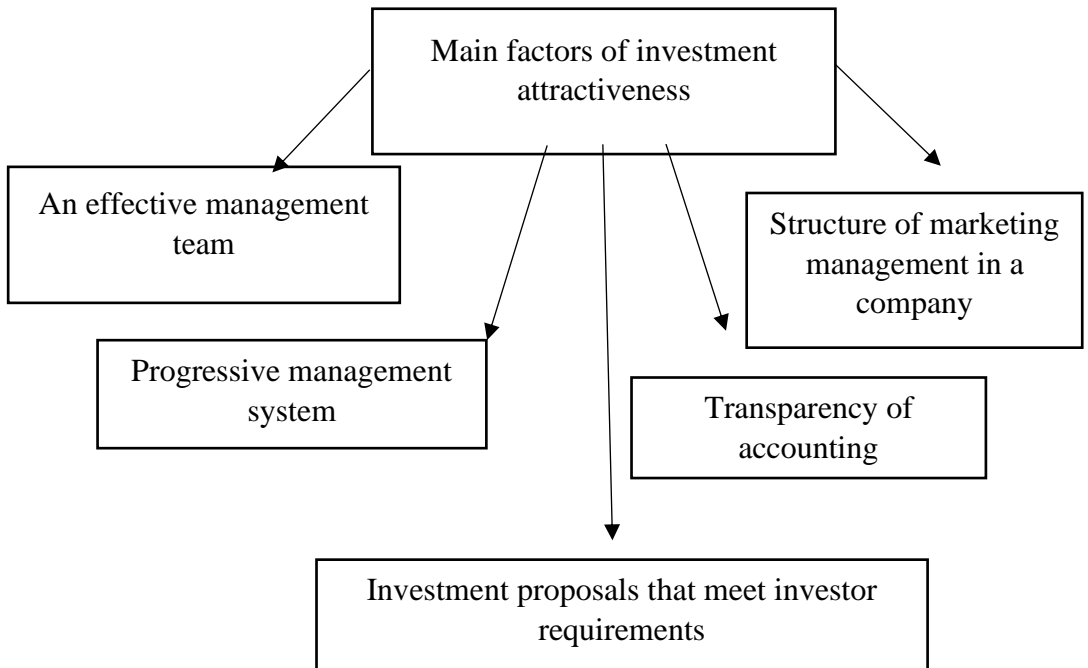 Main factors of investment
attractiveness
An effective management
team
Structure of marketing
management in a
company
Progressive management
system
Transparency of
accounting
Investment proposals that meet investor
requirements